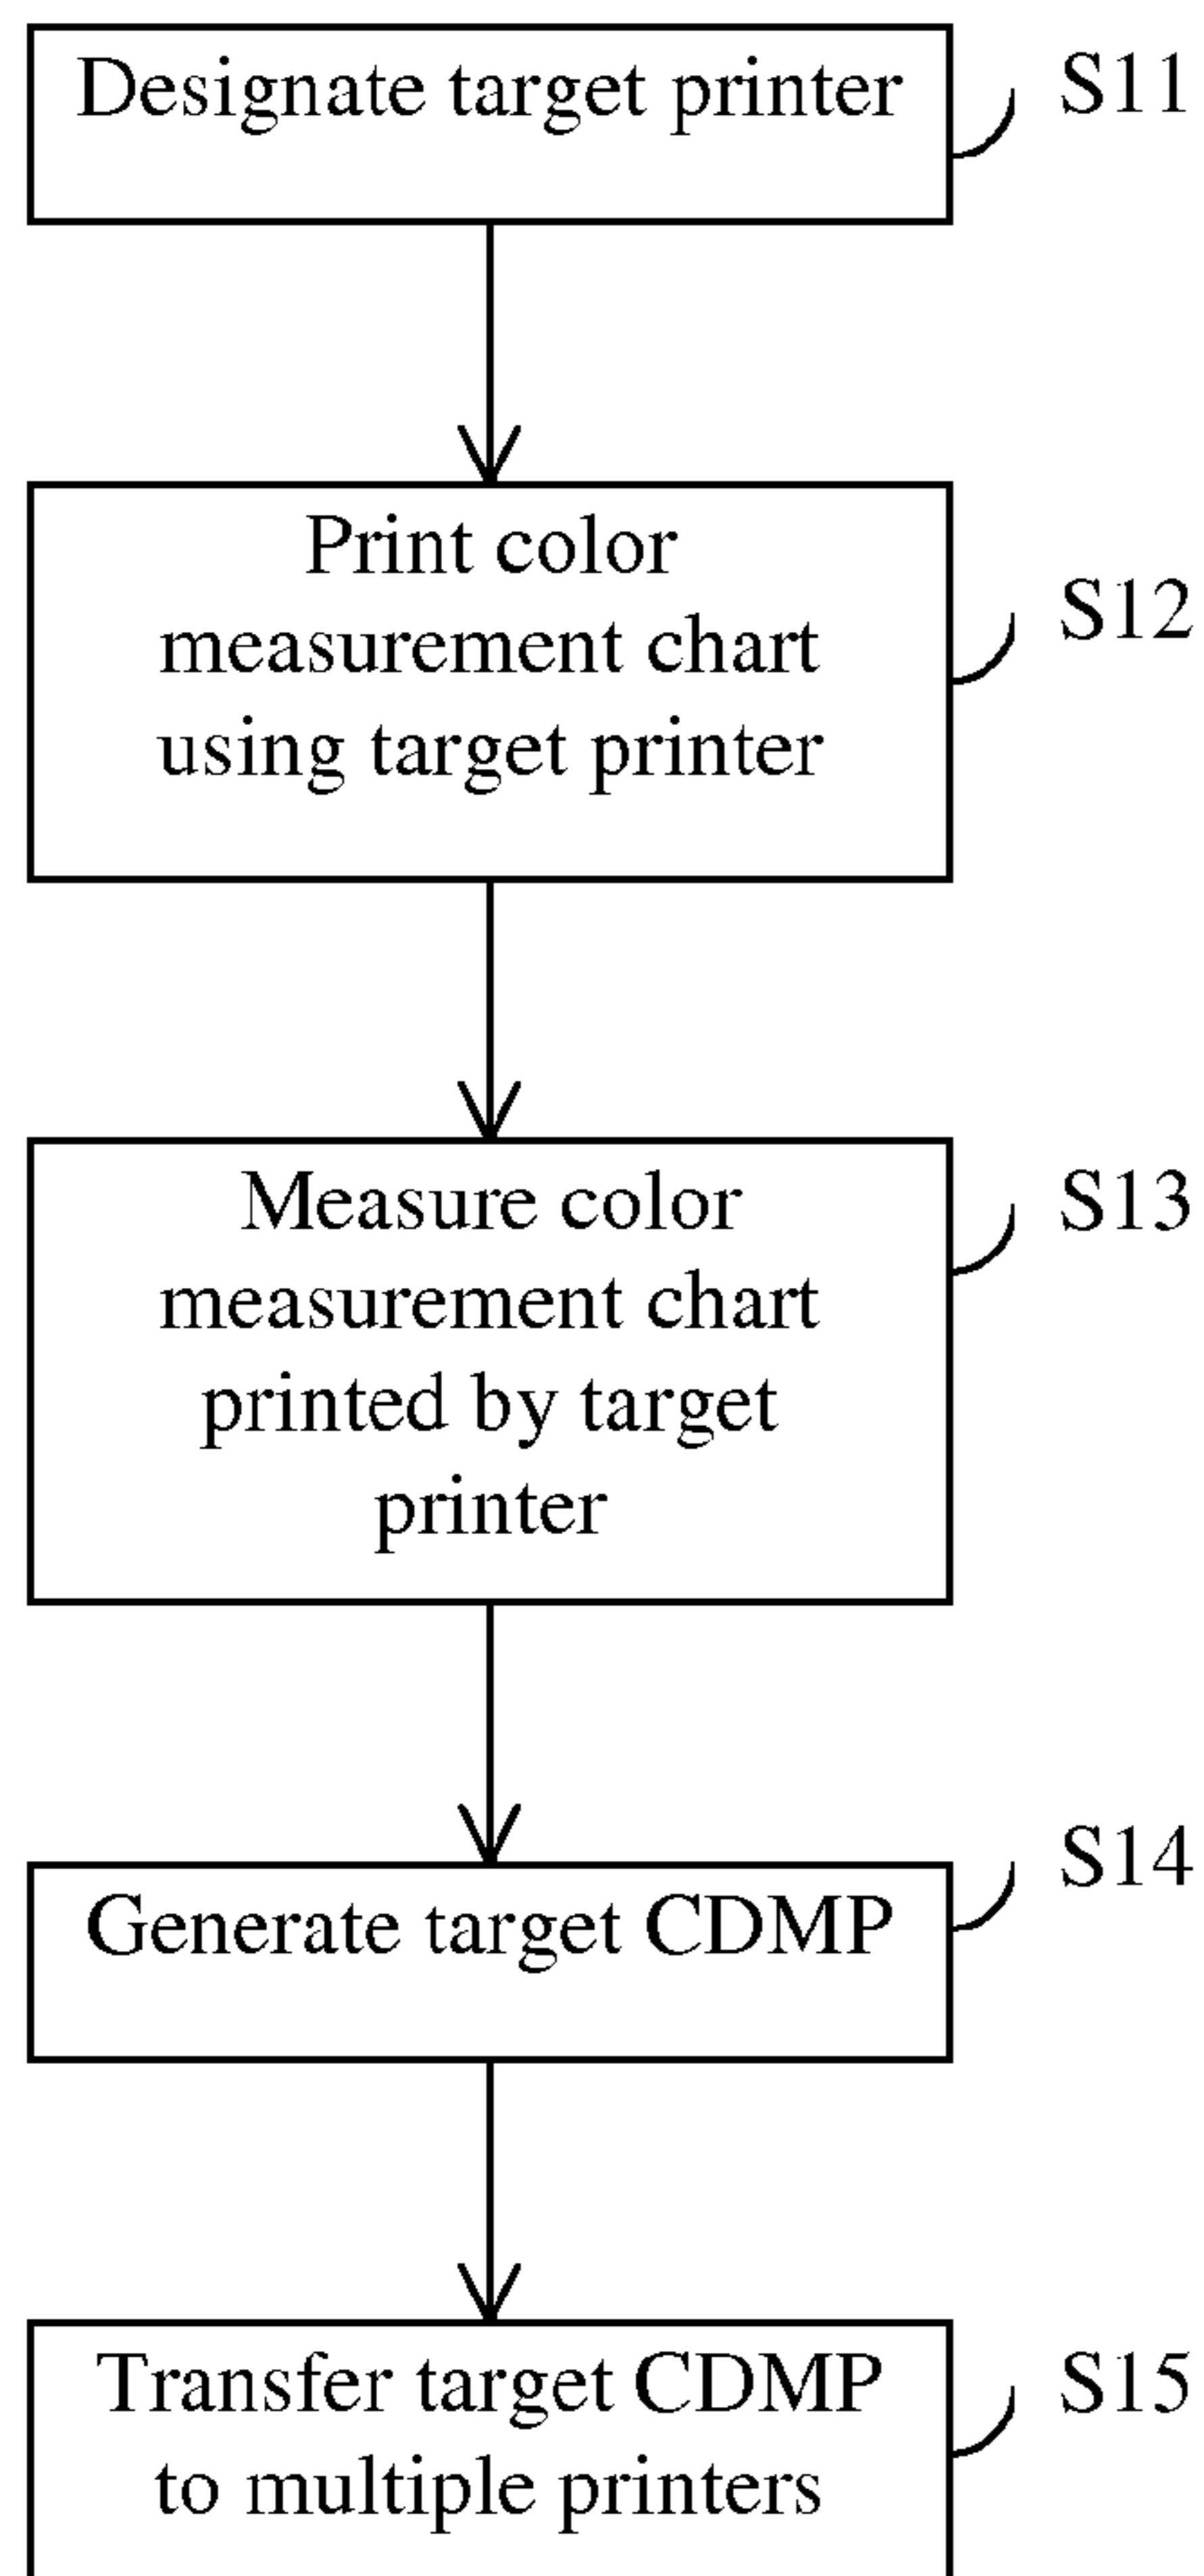 Designate target printer
S11
Print color
measurement chart
using target printer
S12
Measure color
measurement chart
printed by target
printer
S13
Generate target CDMP
S14
Transfer target CDMP
to multiple printers
S15